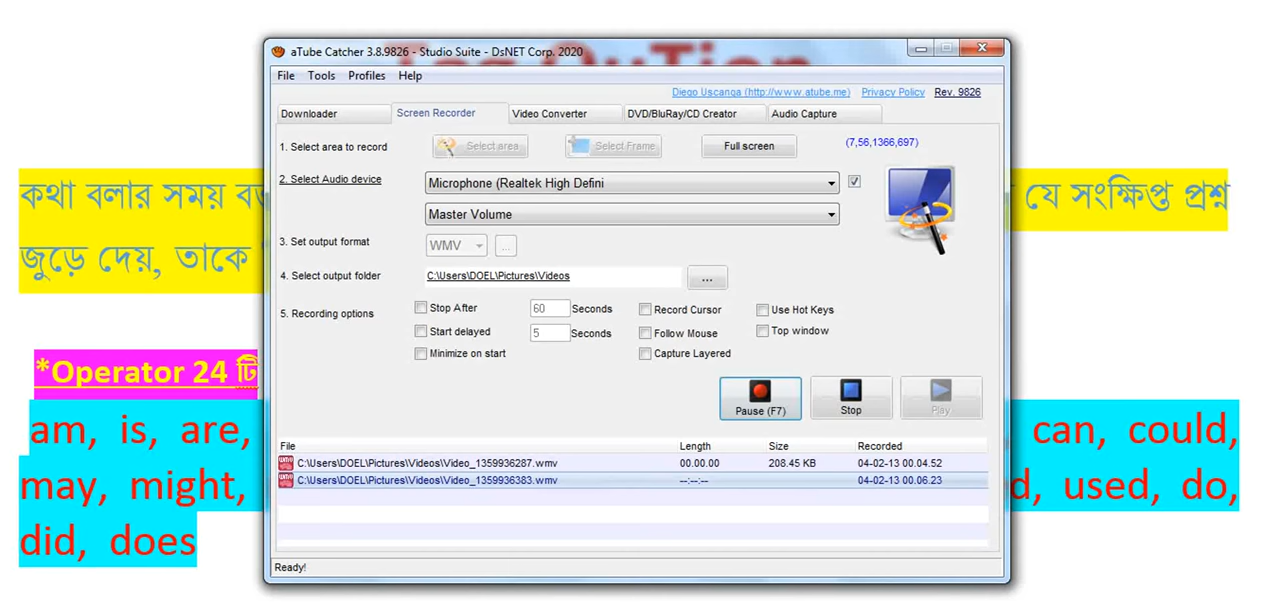 Tag QuTion
aTube Catcher 3.8.9826 - Studio Suite - DsNET Corp. 2020
File Tools Profiles Help
Diego Uscanga (http://www.atube.me) Privacy Policy Rev. 9826
Downloader Screen Recorder Video Converter DVD/BluRay/CD Creator Audio Capture
1. Select area to record Select area Select Frame Full screen (7,56,1366,697)
2. Select Audio device Microphone (Realtek High Defini
Master Volume
3. Set output format WMV ...
4. Select output folder C:\Users\DOEL\Pictures\Videos ...
5. Recording options
Stop After 60 Seconds Record Cursor Use Hot Keys
Start delayed 5 Seconds Follow Mouse Top window
Minimize on start Capture Layered
Pause (F7) Stop Play
File Length Size Recorded
C:\Users\DOEL\Pictures\Videos\Video_1359936287.wmv 00.00.00 208.45 KB 04-02-13 00.04.52
C:\Users\DOEL\Pictures\Videos\Video_1359936383.wmv --:--:-- 04-02-13 00.06.23
Ready!
কথা বলার সময় যে সংক্ষিপ্ত প্রশ্ন
জুড়ে দেয়, তাকে
*Operator 24 টি
am, is, are, can, could,
may, might, used, do,
did, does